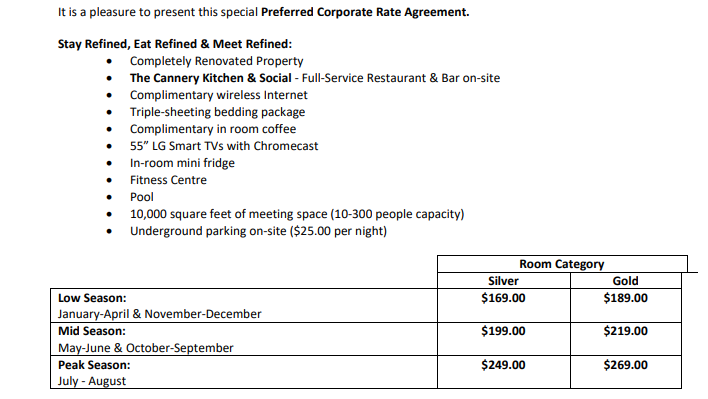 It is a pleasure to present this special Preferred Corporate Rate Agreement.
Stay Refined, Eat Refined & Meet Refined:
• Completely Renovated Property
• The Cannery Kitchen & Social - Full-Service Restaurant & Bar on-site
• Complimentary wireless Internet
• Triple-sheeting bedding package
• Complimentary in room coffee
• 55” LG Smart TVs with Chromecast
• In-room mini fridge
• Fitness Centre
• Pool
• 10,000 square feet of meeting space (10-300 people capacity)
• Underground parking on-site ($25.00 per night)
Room Category
Silver Gold
Low Season: $169.00 $189.00
January-April & November-December
Mid Season: $199.00 $219.00
May-June & October-September
Peak Season: $249.00 $269.00
July - August